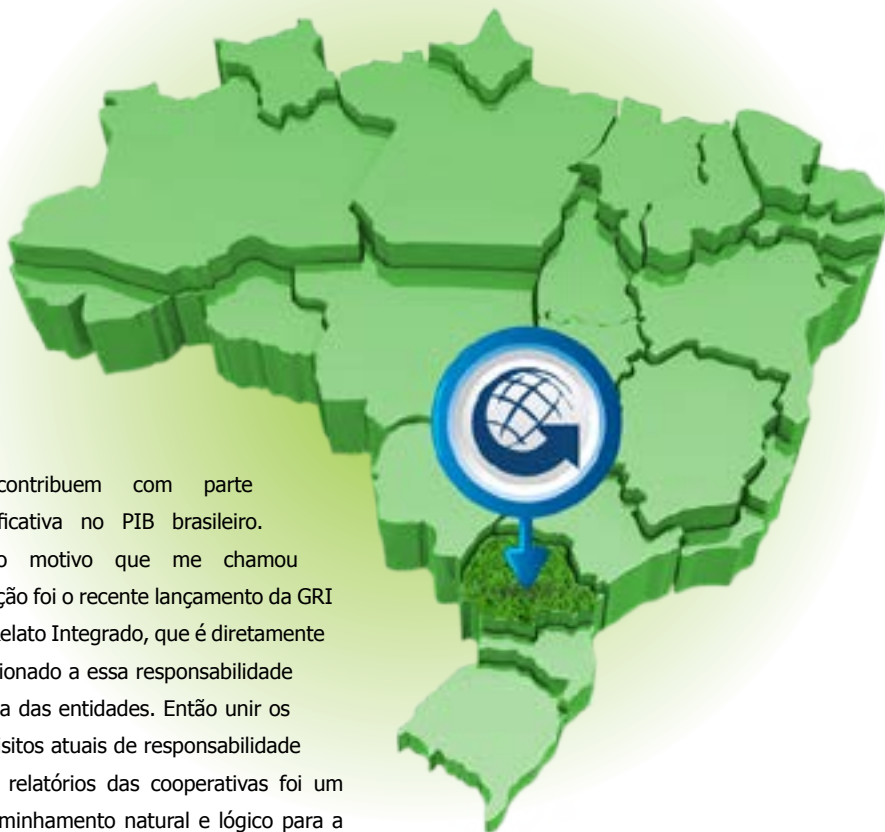 contribuem com parte
ficativa no PIB brasileiro.
o motivo que me chamou
ção foi o recente lançamento da GRI
elato Integrado, que é diretamente
ionado a essa responsabilidade
a das entidades. Então unir os
isitos atuais de responsabilidade
relatórios das cooperativas foi um
minhamento natural e lógico para a